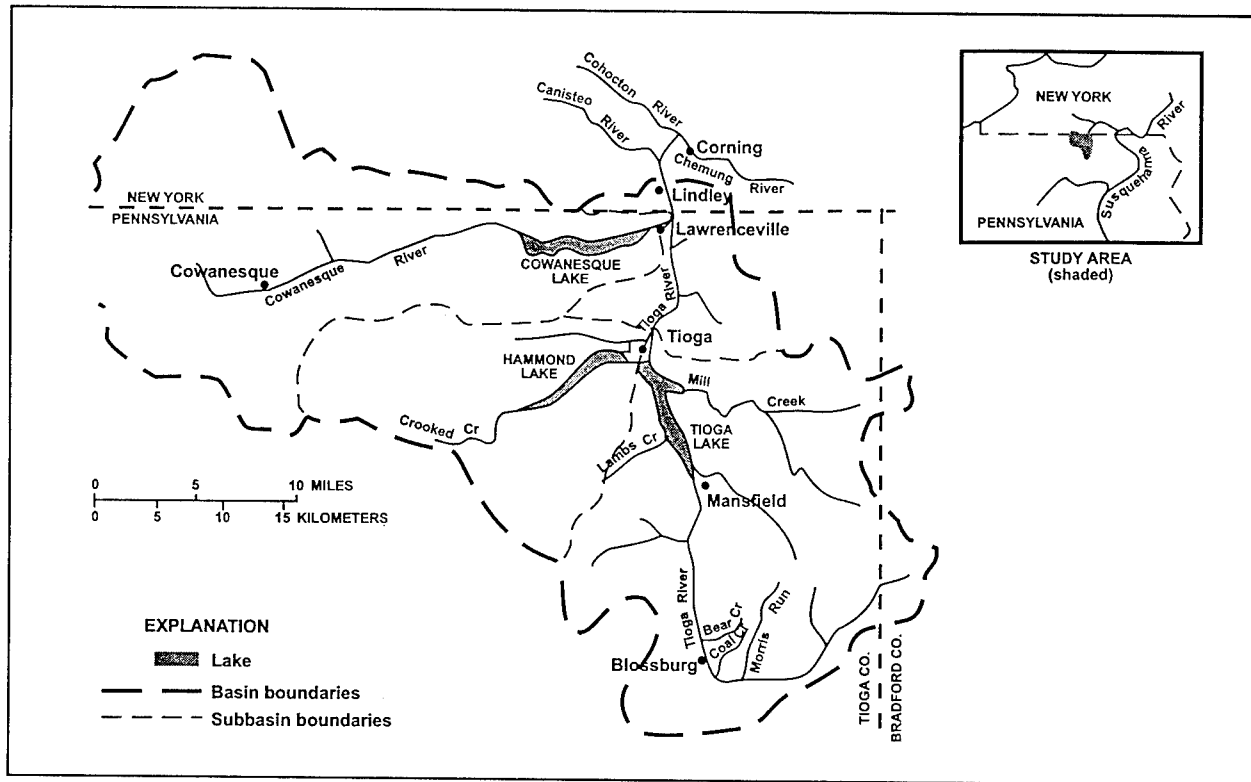 Cohocton
River
Canisteo
River
Corning
Chemung
River
Lindley
NEW YORK
PENNSYLVANIA
Lawrenceville
COWANESQUE
LAKE
Cowanesque
Cowanesque
River
Tioga River
Tioga
HAMMOND
LAKE
Mill
Creek
Crooked Cr
Lambs Cr
TIOGA
LAKE
Mansfield
0 5 10 MILES
0 5 10 15 KILOMETERS
Tioga River
Bear Cr
Coal Cr
Morris Run
Blossburg
TIOGA CO.
BRADFORD CO.
EXPLANATION
Lake
Basin boundaries
Subbasin boundaries
NEW YORK
River
Susquehanna
PENNSYLVANIA
STUDY AREA
(shaded)